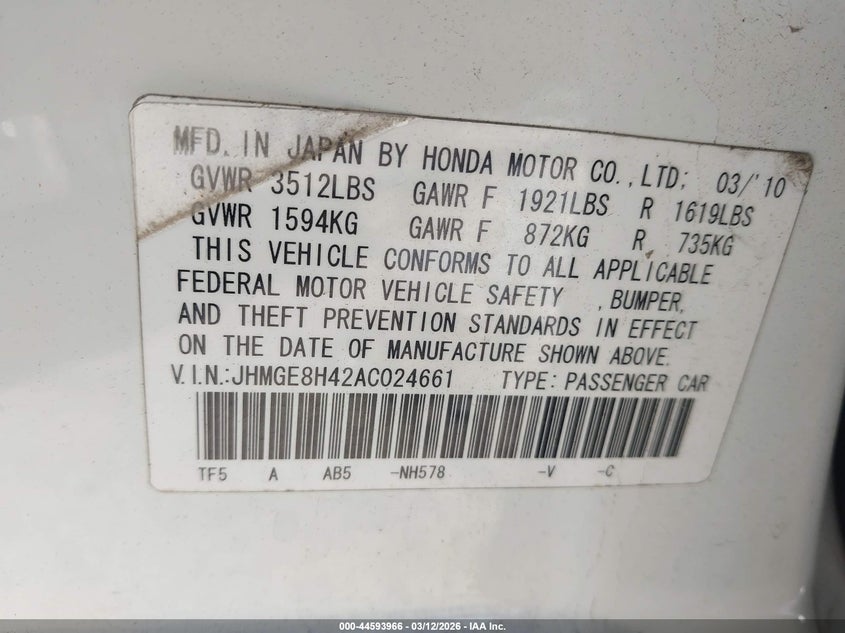 MFD. IN JAPAN BY HONDA MOTOR CO.,LTD; 03/'10
GVWR 3512LBS GAWR F 1921LBS R 1619LBS
GVWR 1594KG GAWR F 872KG R 735KG
THIS VEHICLE CONFORMS TO ALL APPLICABLE
FEDERAL MOTOR VEHICLE SAFETY ,BUMPER,
AND THEFT PREVENTION STANDARDS IN EFFECT
ON THE DATE OF MANUFACTURE SHOWN ABOVE.
V.I.N.:JHMGE8H42AC024661 TYPE: PASSENGER CAR
TF5 A AB5 -NH578 -V -C
000-44593966 - 03/12/2026 - IAA Inc.